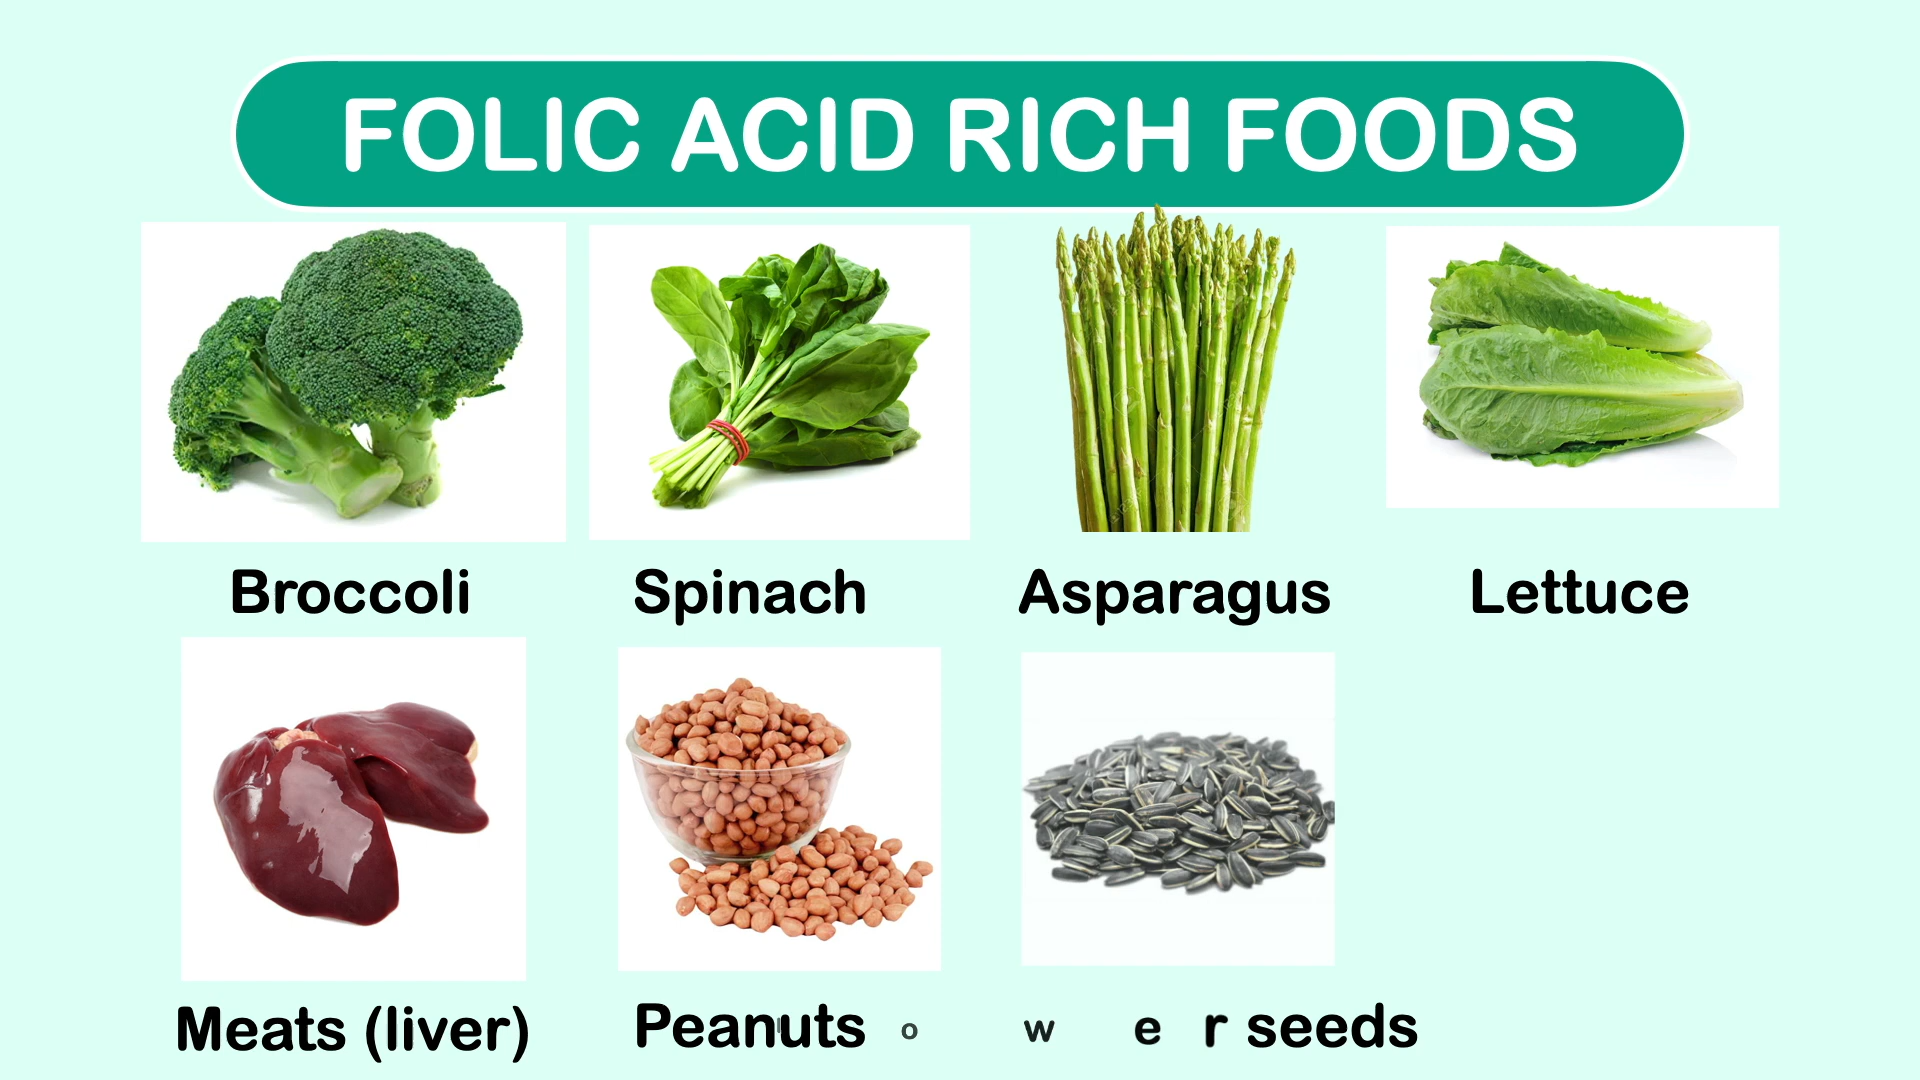 FOLIC ACID RICH FOODS
Broccoli Spinach Asparagus Lettuce
Meats (liver) Peanuts l o w e r seeds